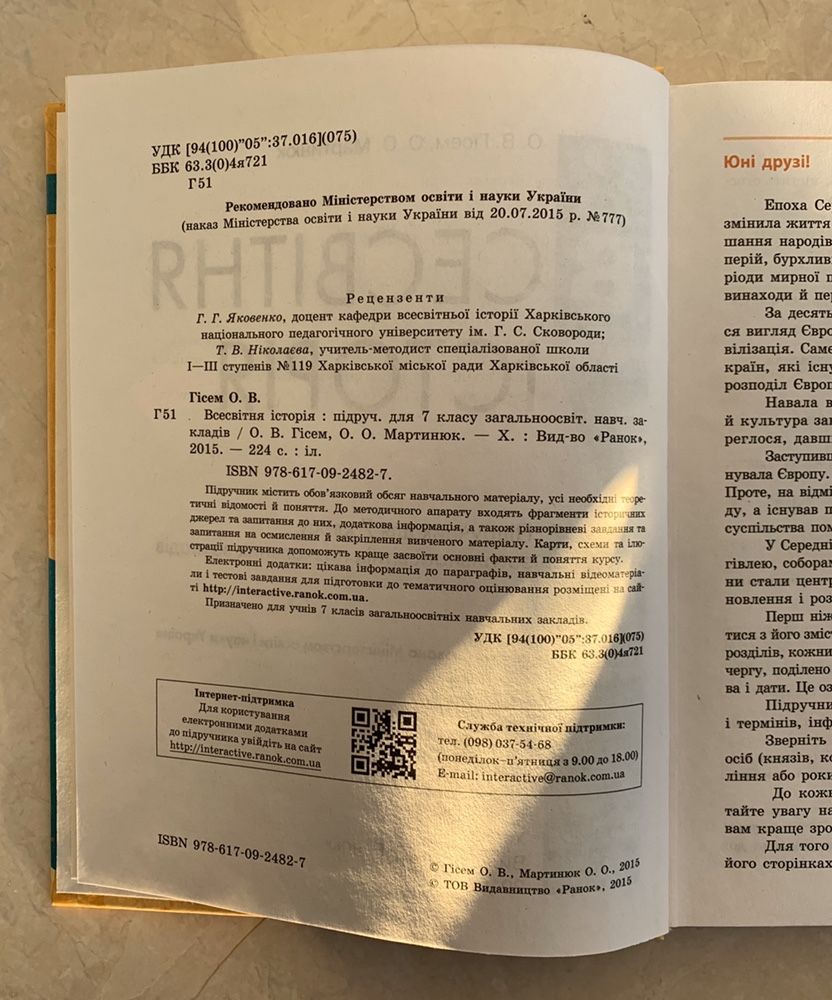 УДК [94(100)”05”:37.016](075)
ББК 63.3(0)4я721
Г51
Рекомендовано Міністерством освіти і науки України
(наказ Міністерства освіти і науки України від 20.07.2015 р. № 777)
Рецензенти
Г. Г. Яковенко, доцент кафедри всесвітньої історії Харківського
національного педагогічного університету ім. Г. С. Сковороди;
Т. В. Ніколаєва, учитель-методист спеціалізованої школи
І—ІІІ ступенів № 119 Харківської міської ради Харківської області
Гісем О. В.
Г51 Всесвітня історія : підруч. для 7 класу загальноосвіт. навч. за-
кладів / О. В. Гісем, О. О. Мартинюк. — Х. : Вид-во «Ранок»,
2015. — 224 с. : іл.
ISBN 978-617-09-2482-7.
Підручник містить обов’язковий обсяг навчального матеріалу, усі необхідні теоре-
тичні відомості й поняття. До методичного апарату входять фрагменти історичних
джерел та запитання до них, додаткова інформація, а також різнорівневі завдання та
запитання на осмислення й закріплення вивченого матеріалу. Карти, схеми та ілю-
страції підручника допоможуть краще засвоїти основні факти й поняття курсу.
Електронні додатки: цікава інформація до параграфів, навчальні відеоматеріа-
ли і тестові завдання для підготовки до тематичного оцінювання розміщені на сай-
ті http://interactive.ranok.com.ua.
Призначено для учнів 7 класів загальноосвітніх навчальних закладів.
УДК [94(100)”05”:37.016](075)
ББК 63.3(0)4я721
Інтернет-підтримка
Для користування
електронними додатками
до підручника увійдіть на сайт
http://interactive.ranok.com.ua
Служба технічної підтримки:
тел. (098) 037-54-68
(понеділок–п’ятниця з 9.00 до 18.00)
E-mail: interactive@ranok.com.ua
ISBN 978-617-09-2482-7
© Гісем О. В., Мартинюк О. О., 2015
© ТОВ Видавництво «Ранок», 2015
Юні друзі!
Епоха Се
змінила життя
шання народів
перій, бурхлив
ріоди мирної п
винаходи й пе
За десять
ся вигляд Євро
вілізація. Саме
країн, які існу
розподіл Європ
Навала в
й культура зан
реглося, давш
Заступивш
нувала Європу.
Проте, на відмі
ду, а існував п
суспільства пом
У Середні
гівлею, соборам
ни стали центр
новлення і роз
Перш ніж
тися з його зміст
розділів, кожни
чергу, поділено
ва і дати. Це оз
Підручни
і термінів, інф
Зверніть
осіб (князів, ко
ління або роки
До кожн
тайте увагу на
вам краще зро
Для того
його сторінках